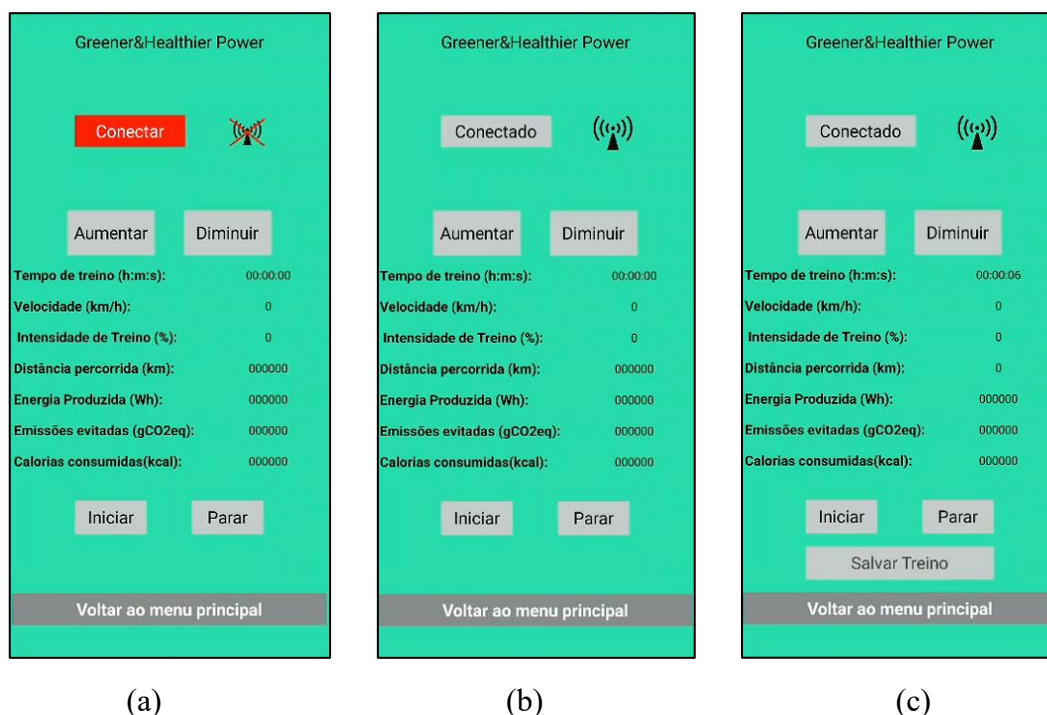 Greener&Healthier Power
Conectar
Aumentar Diminuir
Tempo de treino (h:m:s): 00:00:00
Velocidade (km/h): 0
Intensidade de Treino (%): 0
Distância percorrida (km): 000000
Energia Produzida (Wh): 000000
Emissões evitadas (gCO2eq): 000000
Calorias consumidas(kcal): 000000
Iniciar Parar
Voltar ao menu principal
(a)
Greener&Healthier Power
Conectado
Aumentar Diminuir
Tempo de treino (h:m:s): 00:00:00
Velocidade (km/h): 0
Intensidade de Treino (%): 0
Distância percorrida (km): 000000
Energia Produzida (Wh): 000000
Emissões evitadas (gCO2eq): 000000
Calorias consumidas(kcal): 000000
Iniciar Parar
Voltar ao menu principal
(b)
Greener&Healthier Power
Conectado
Aumentar Diminuir
Tempo de treino (h:m:s): 00:00:06
Velocidade (km/h): 0
Intensidade de Treino (%): 0
Distância percorrida (km): 0
Energia Produzida (Wh): 000000
Emissões evitadas (gCO2eq): 000000
Calorias consumidas(kcal): 000000
Iniciar Parar
Salvar Treino
Voltar ao menu principal
(c)